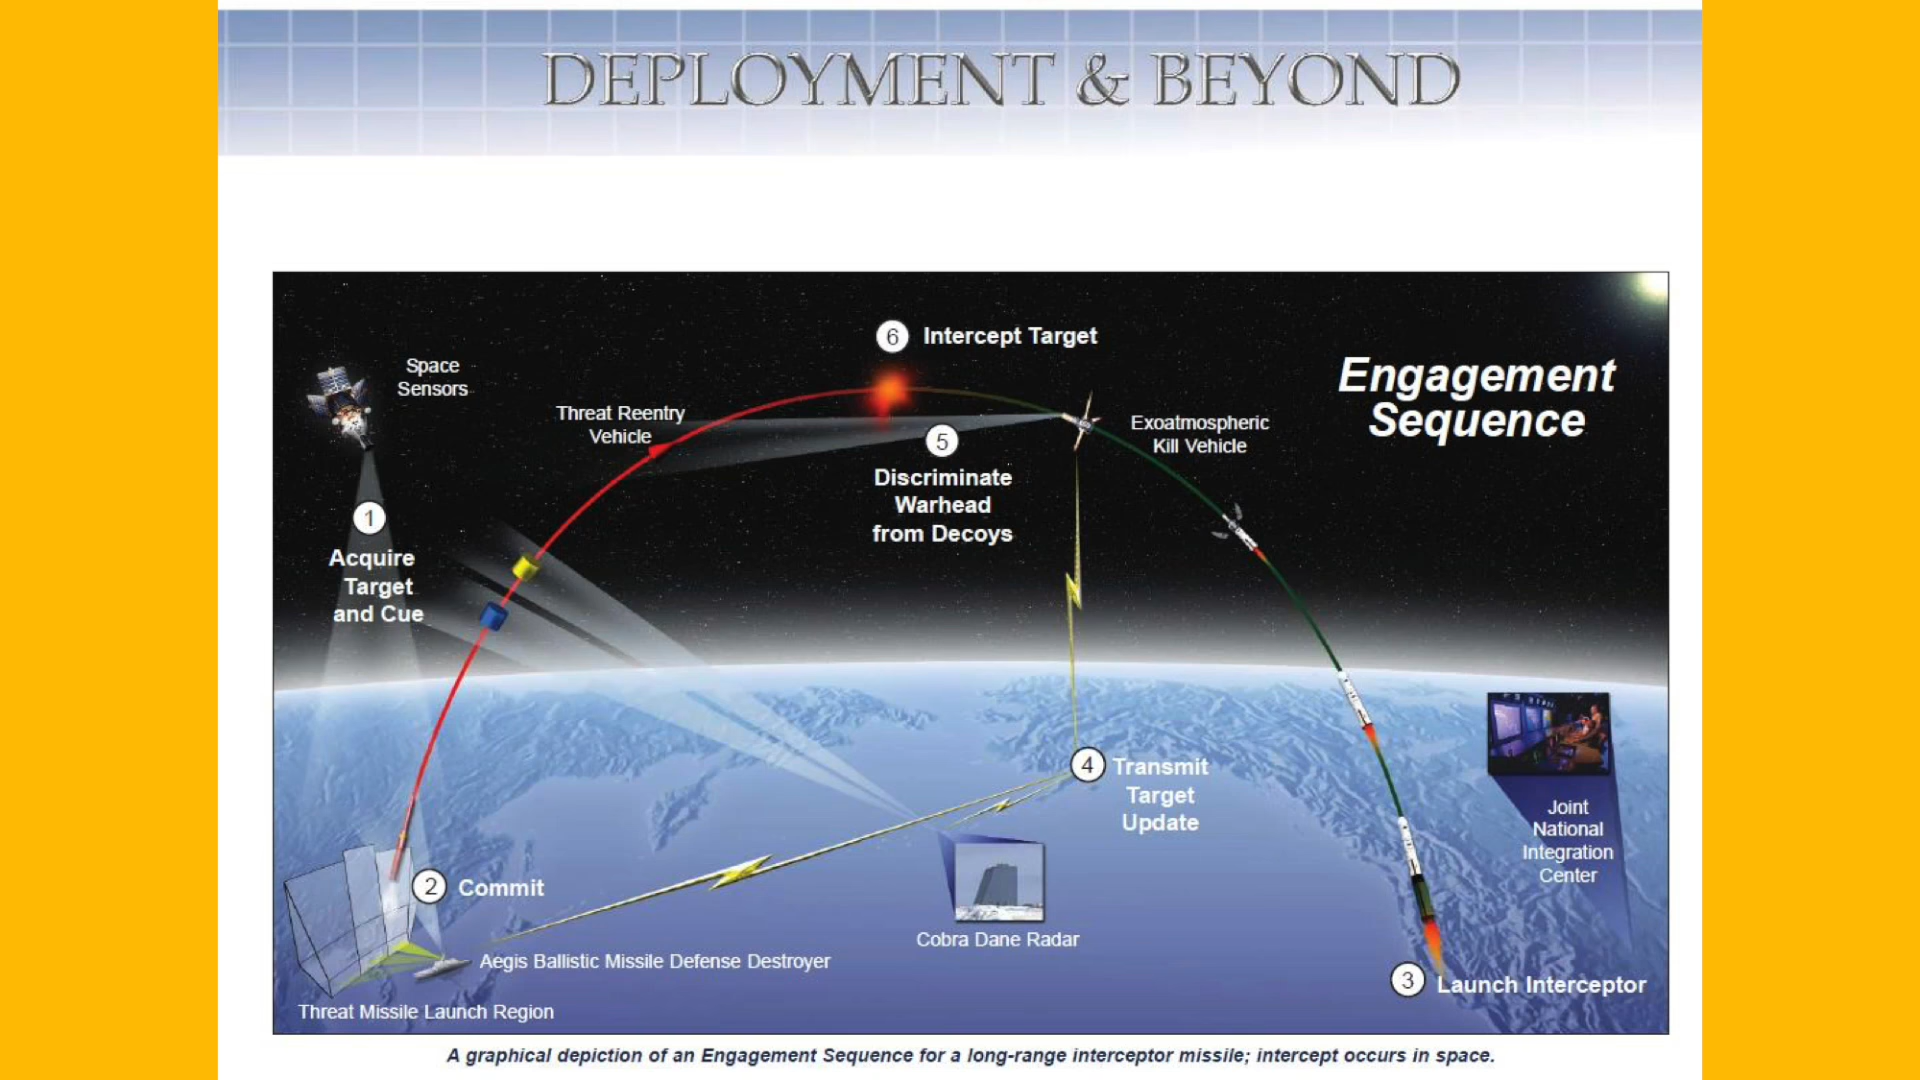 DEPLOYMENT & BEYOND
6 Intercept Target
Space
Sensors
Engagement
Sequence
Threat Reentry
Vehicle
Exoatmospheric
Kill Vehicle
5
Discriminate
Warhead
from Decoys
1
Acquire
Target
and Cue
4 Transmit
Target
Update
Joint
National
Integration
Center
2 Commit
Cobra Dane Radar
Aegis Ballistic Missile Defense Destroyer
3 Launch Interceptor
Threat Missile Launch Region
A graphical depiction of an Engagement Sequence for a long-range interceptor missile; intercept occurs in space.